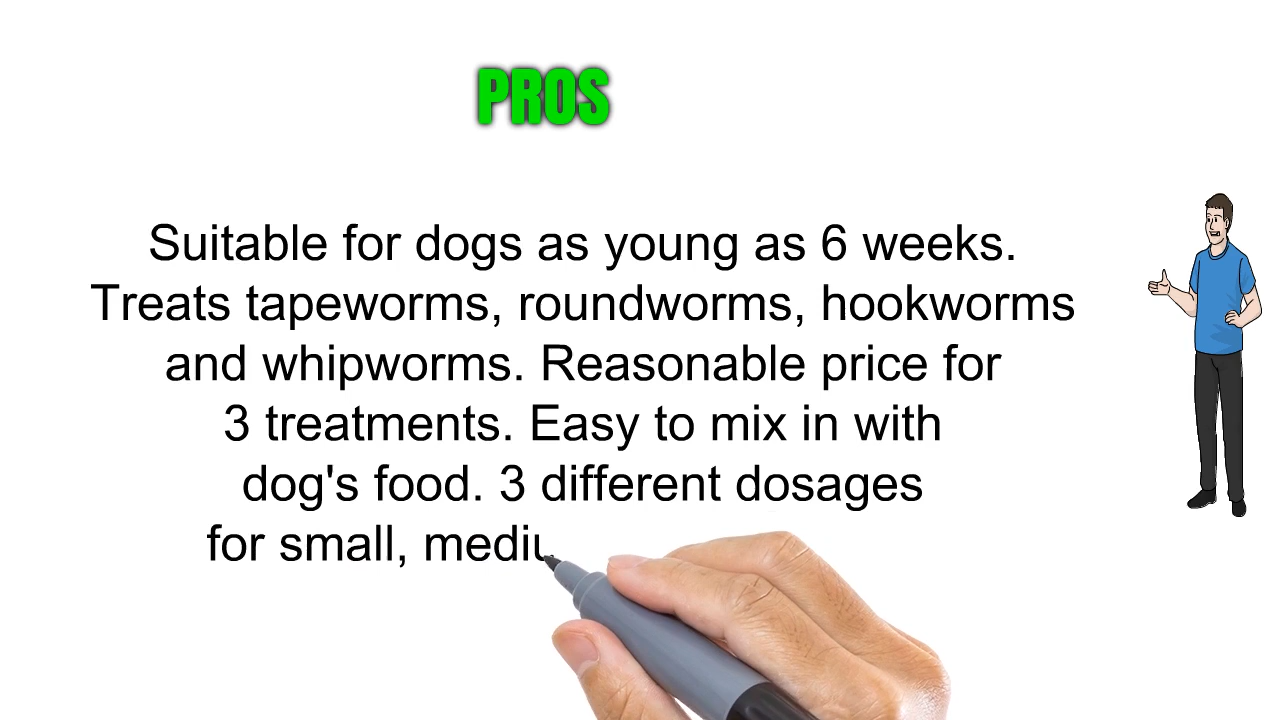 PROS
Suitable for dogs as young as 6 weeks.
Treats tapeworms, roundworms, hookworms
and whipworms. Reasonable price for
3 treatments. Easy to mix in with
dog's food. 3 different dosages
for small, mediu